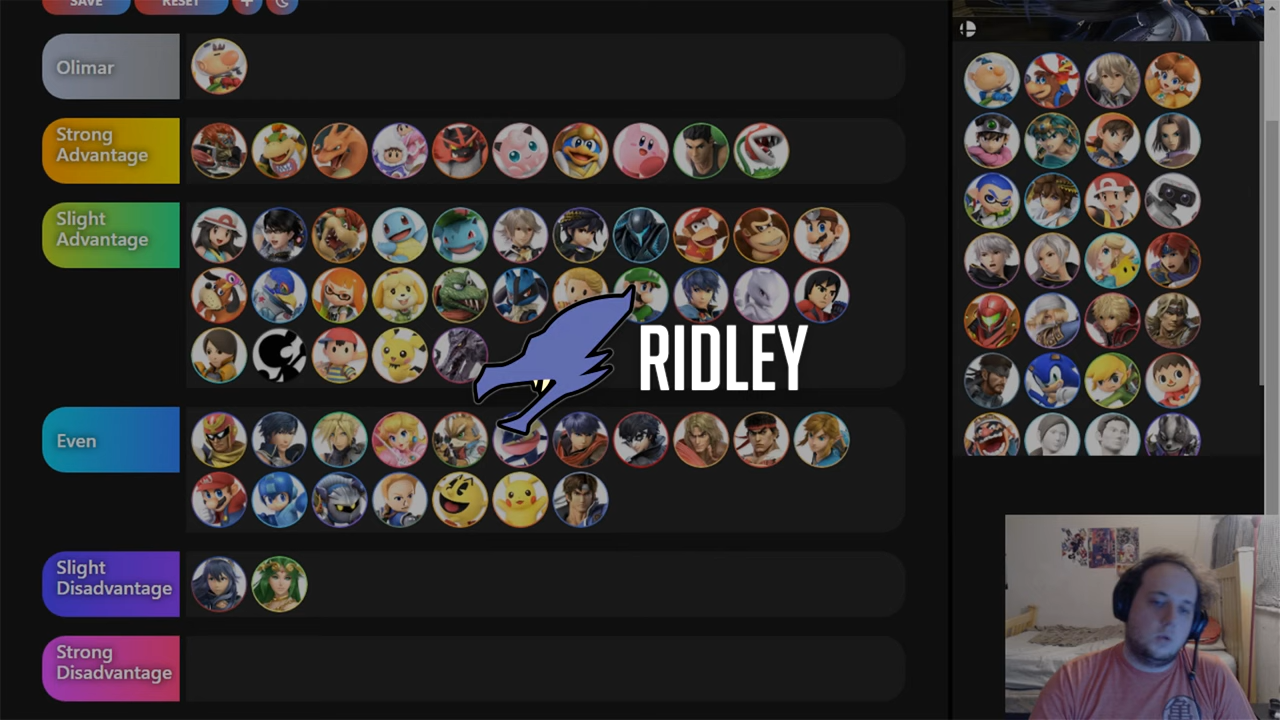 SAVE
RESET
Olimar
Strong
Advantage
Slight
Advantage
RIDLEY
Even
Slight
Disadvantage
Strong
Disadvantage